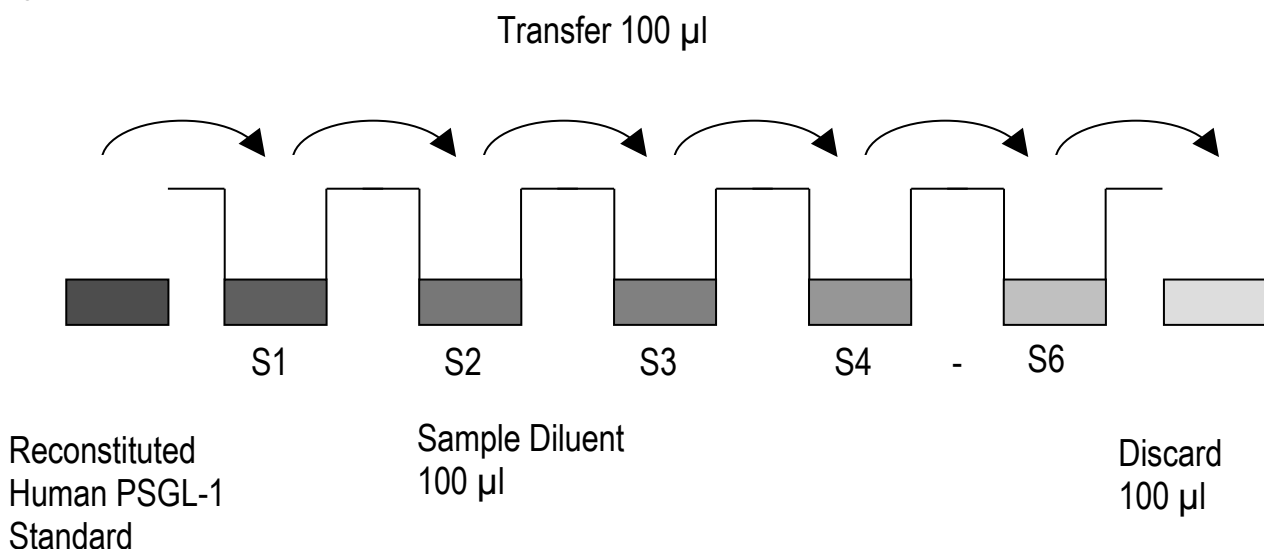 Transfer 100 µl
S1 S2 S3 S4 - S6
Reconstituted
Human PSGL-1
Standard
Sample Diluent
100 µl
Discard
100 µl